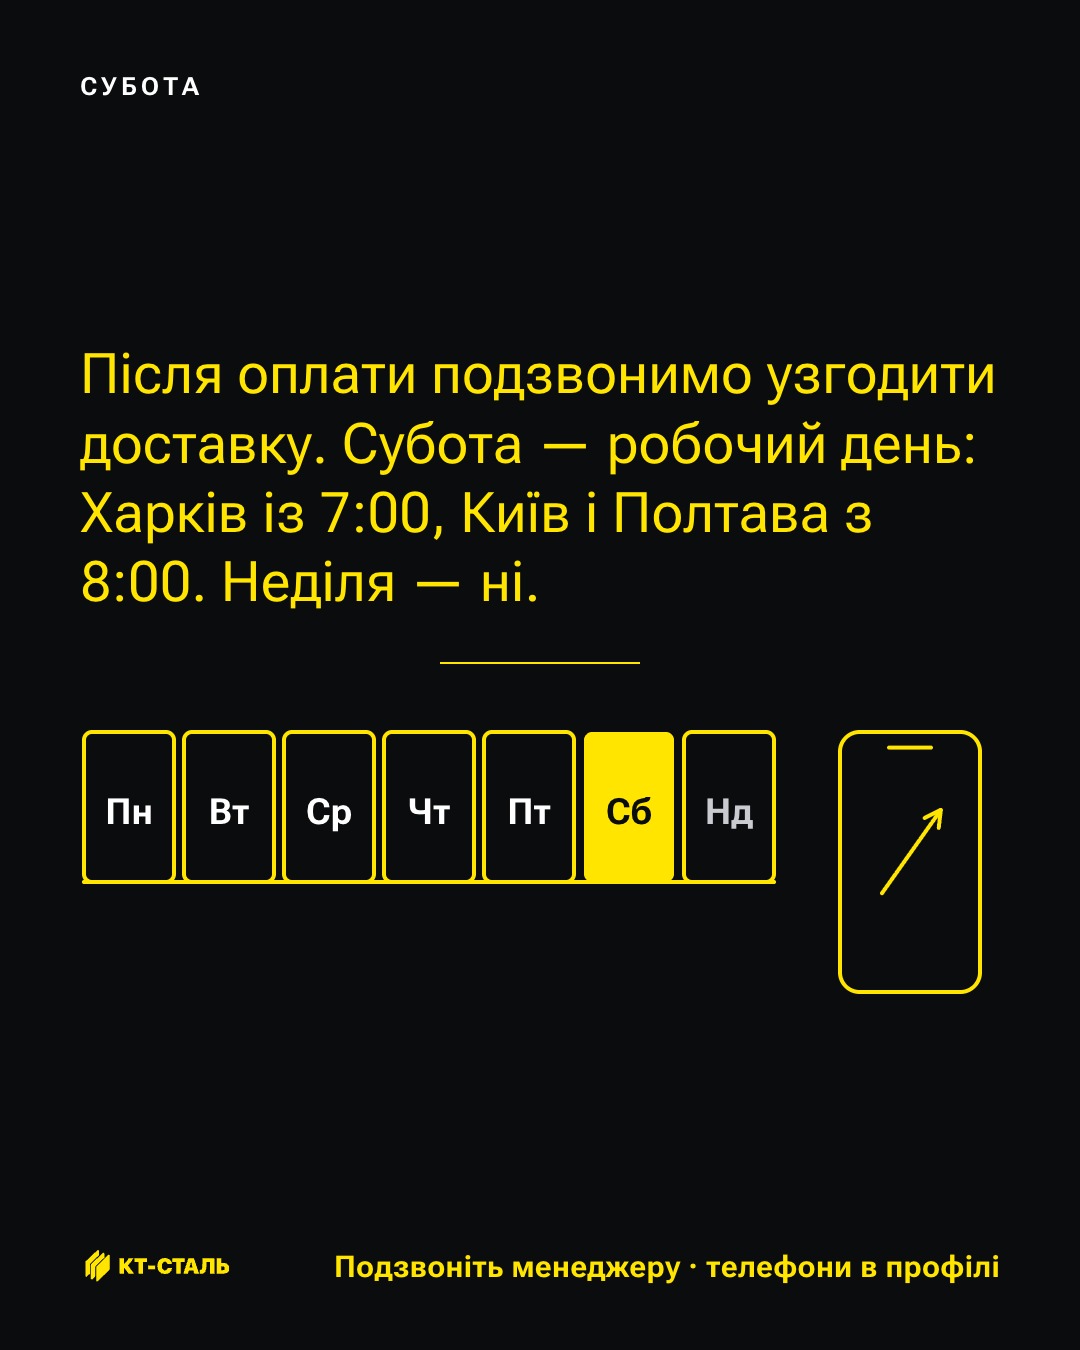 СУБОТА
Після оплати подзвонимо узгодити
доставку. Субота — робочий день:
Харків із 7:00, Київ і Полтава з
8:00. Неділя — ні.
Пн Вт Ср Чт Пт Сб Нд
КТ-СТАЛЬ
Подзвоніть менеджеру · телефони в профілі